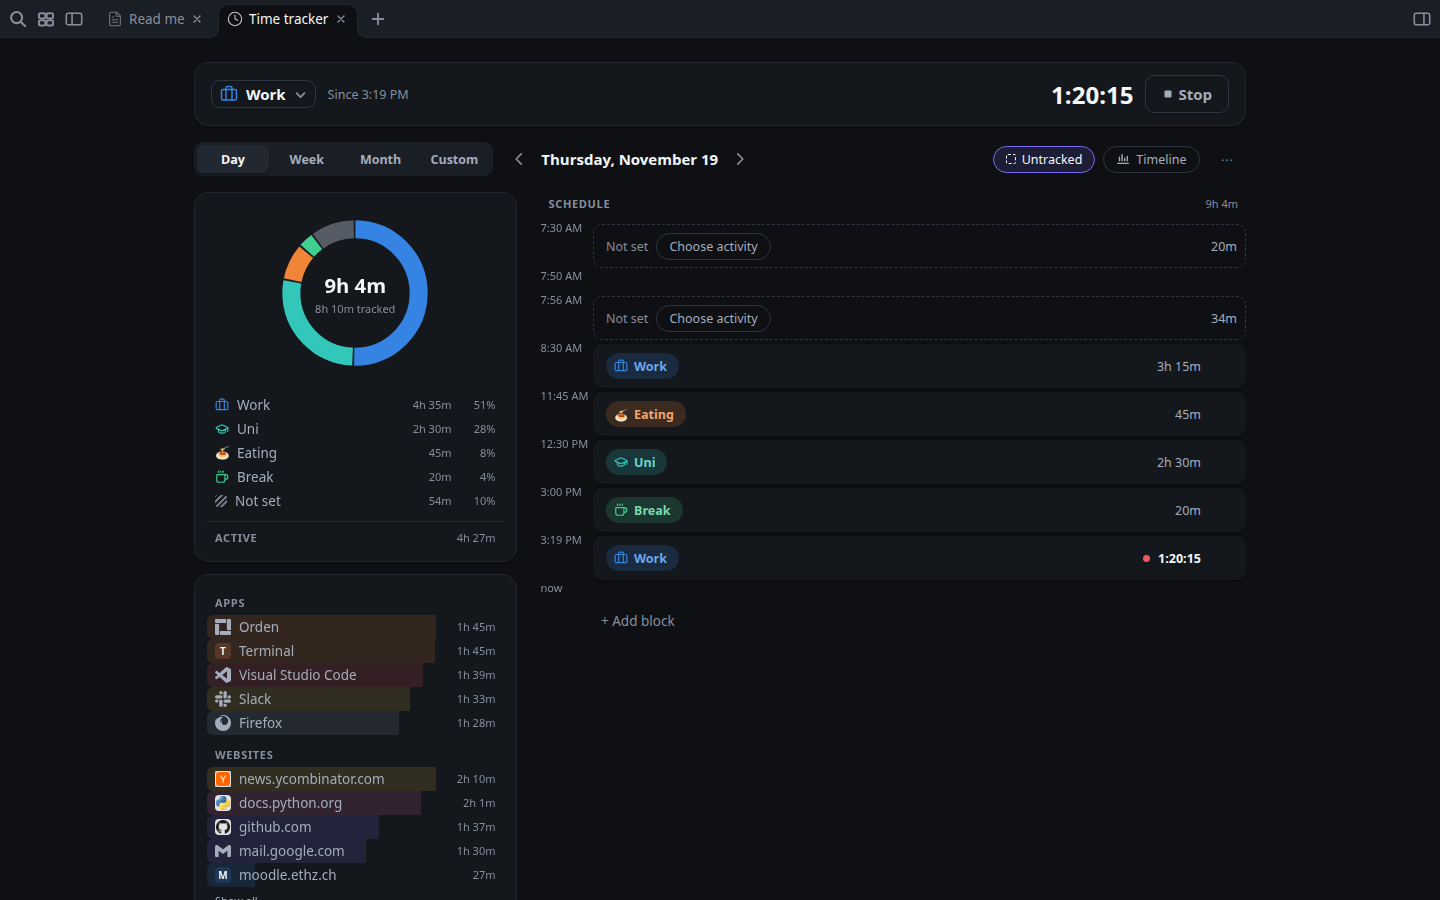 Read me
Time tracker
Work
Since 3:19 PM
1:20:15
Stop
Day
Week
Month
Custom
Thursday, November 19
Untracked
Timeline
...
9h 4m
8h 10m tracked
Work 4h 35m 51%
Uni 2h 30m 28%
Eating 45m 8%
Break 20m 4%
Not set 54m 10%
ACTIVE 4h 27m
APPS
Orden 1h 45m
T Terminal 1h 45m
Visual Studio Code 1h 39m
Slack 1h 33m
Firefox 1h 28m
WEBSITES
Y news.ycombinator.com 2h 10m
docs.python.org 2h 1m
github.com 1h 37m
mail.google.com 1h 30m
M moodle.ethz.ch 27m
SCHEDULE 9h 4m
7:30 AM
Not set Choose activity 20m
7:50 AM
7:56 AM
Not set Choose activity 34m
8:30 AM
Work 3h 15m
11:45 AM
Eating 45m
12:30 PM
Uni 2h 30m
3:00 PM
Break 20m
3:19 PM
Work 1:20:15
now
+ Add block